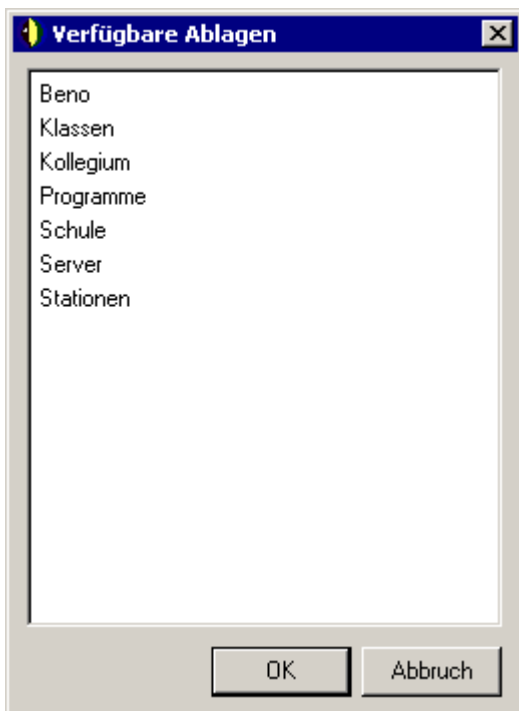 Verfügbare Ablagen
Beno
Klassen
Kollegium
Programme
Schule
Server
Stationen
OK
Abbruch